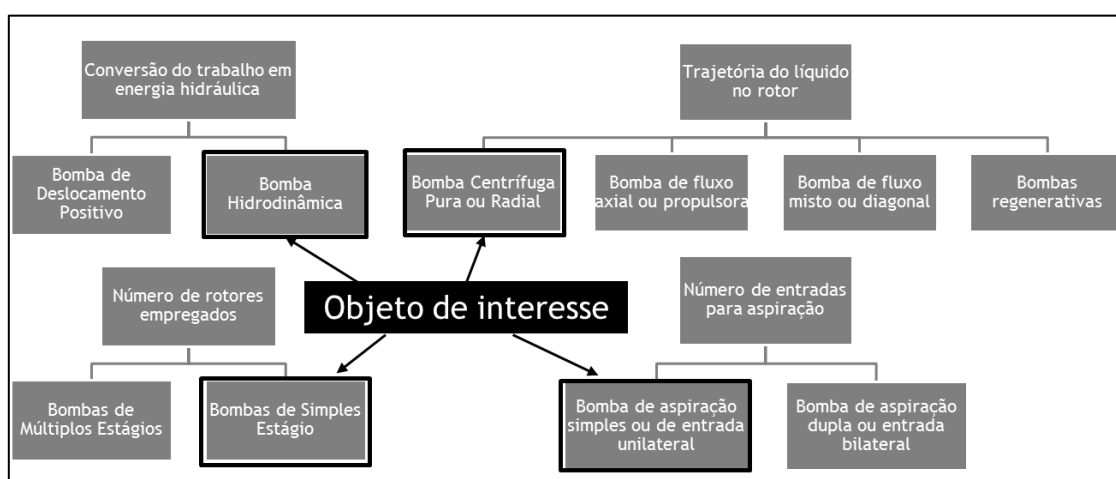 Conversão do trabalho em
energia hidráulica
Trajetória do líquido
no rotor
Bomba de
Deslocamento
Positivo
Bomba
Hidrodinâmica
Bomba Centrífuga
Pura ou Radial
Bomba de fluxo
axial ou propulsora
Bomba de fluxo
misto ou diagonal
Bombas
regenerativas
Objeto de interesse
Número de rotores
empregados
Número de entradas
para aspiração
Bombas de
Múltiplos Estágios
Bombas de Simples
Estágio
Bomba de aspiração
simples ou de entrada
unilateral
Bomba de aspiração
dupla ou entrada
bilateral